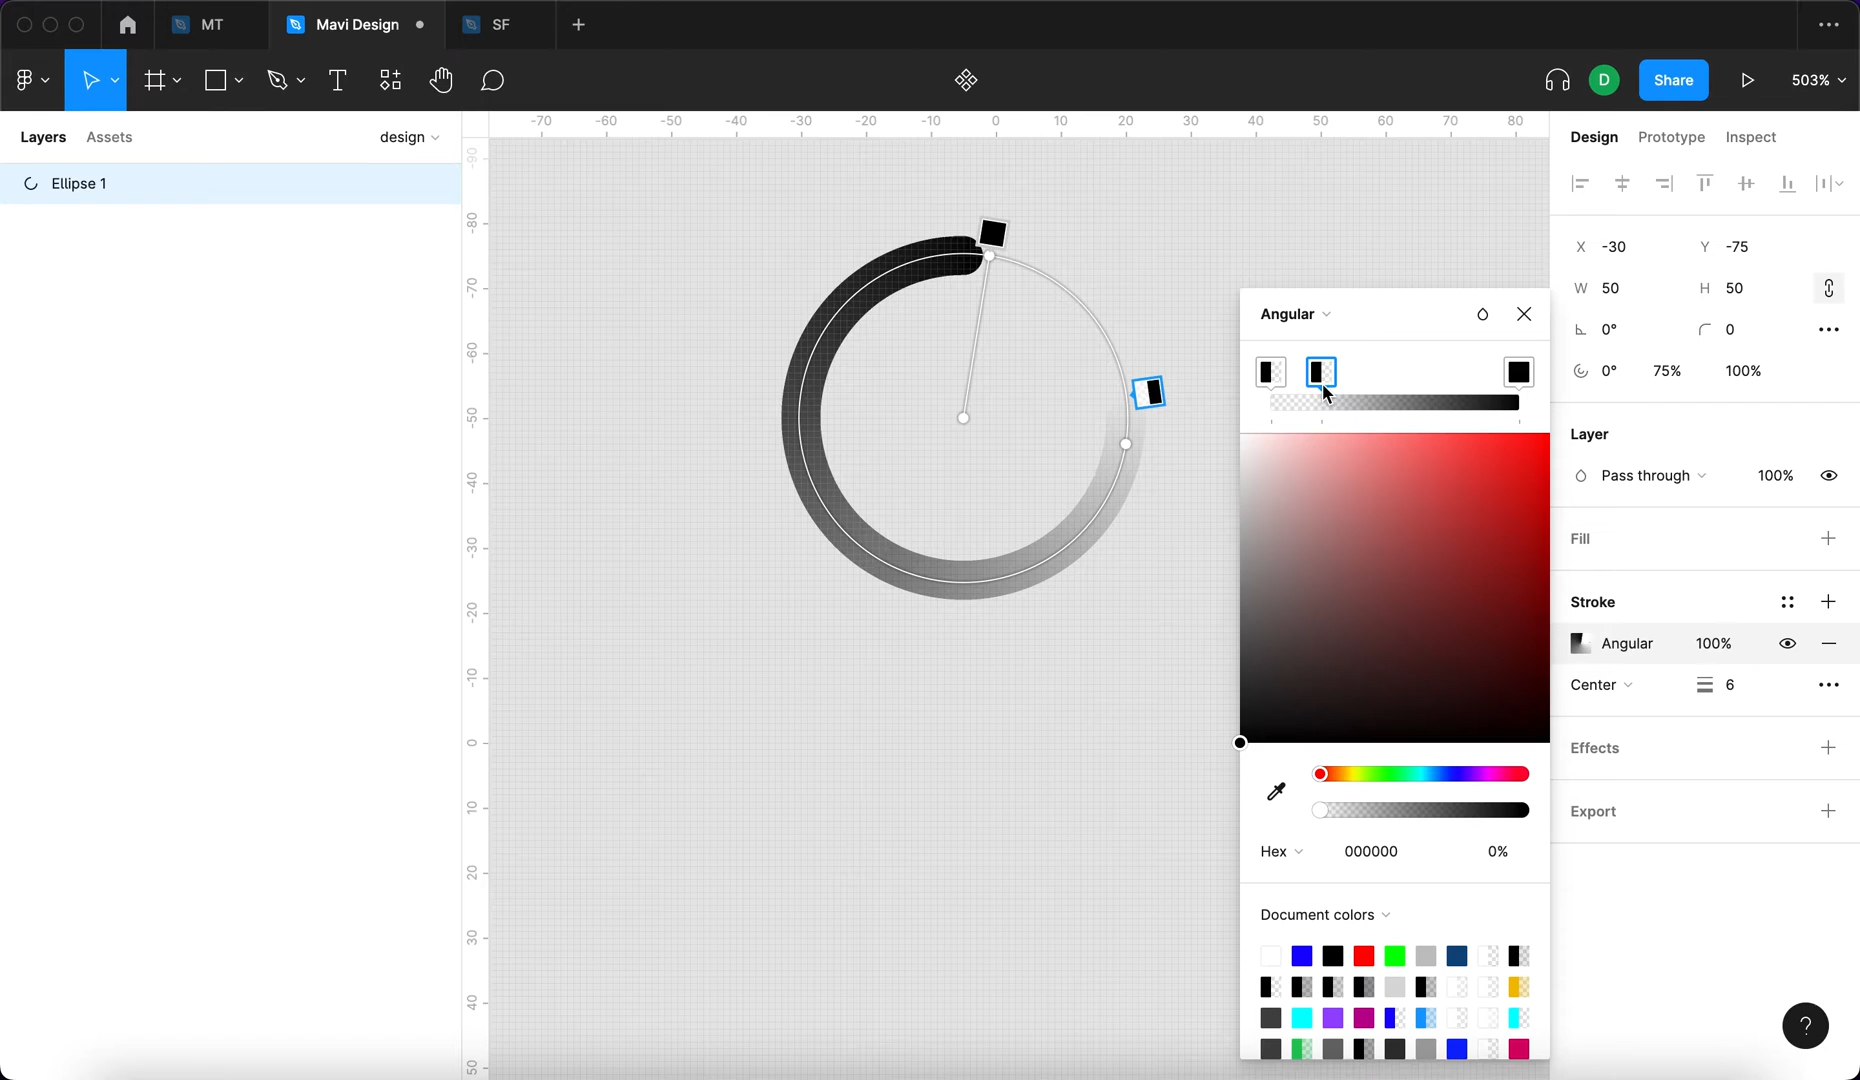 MT
Mavi Design
SF
T
D
Share
503%
Layers
Assets
design
-70 -60 -50 -40 -30 -20 -10 0 10 20 30 40 50 60 70 80
Design
Prototype
Inspect
Ellipse 1
-90
-80
-70
-60
-50
-40
-30
-20
-10
0
10
20
30
40
50
X -30 Y -75
W 50 H 50
0° 0
0° 75% 100%
Layer
Pass through 100%
Fill
Stroke
Angular 100%
Center 6
Effects
Export
Angular
Hex 000000 0%
Document colors
?